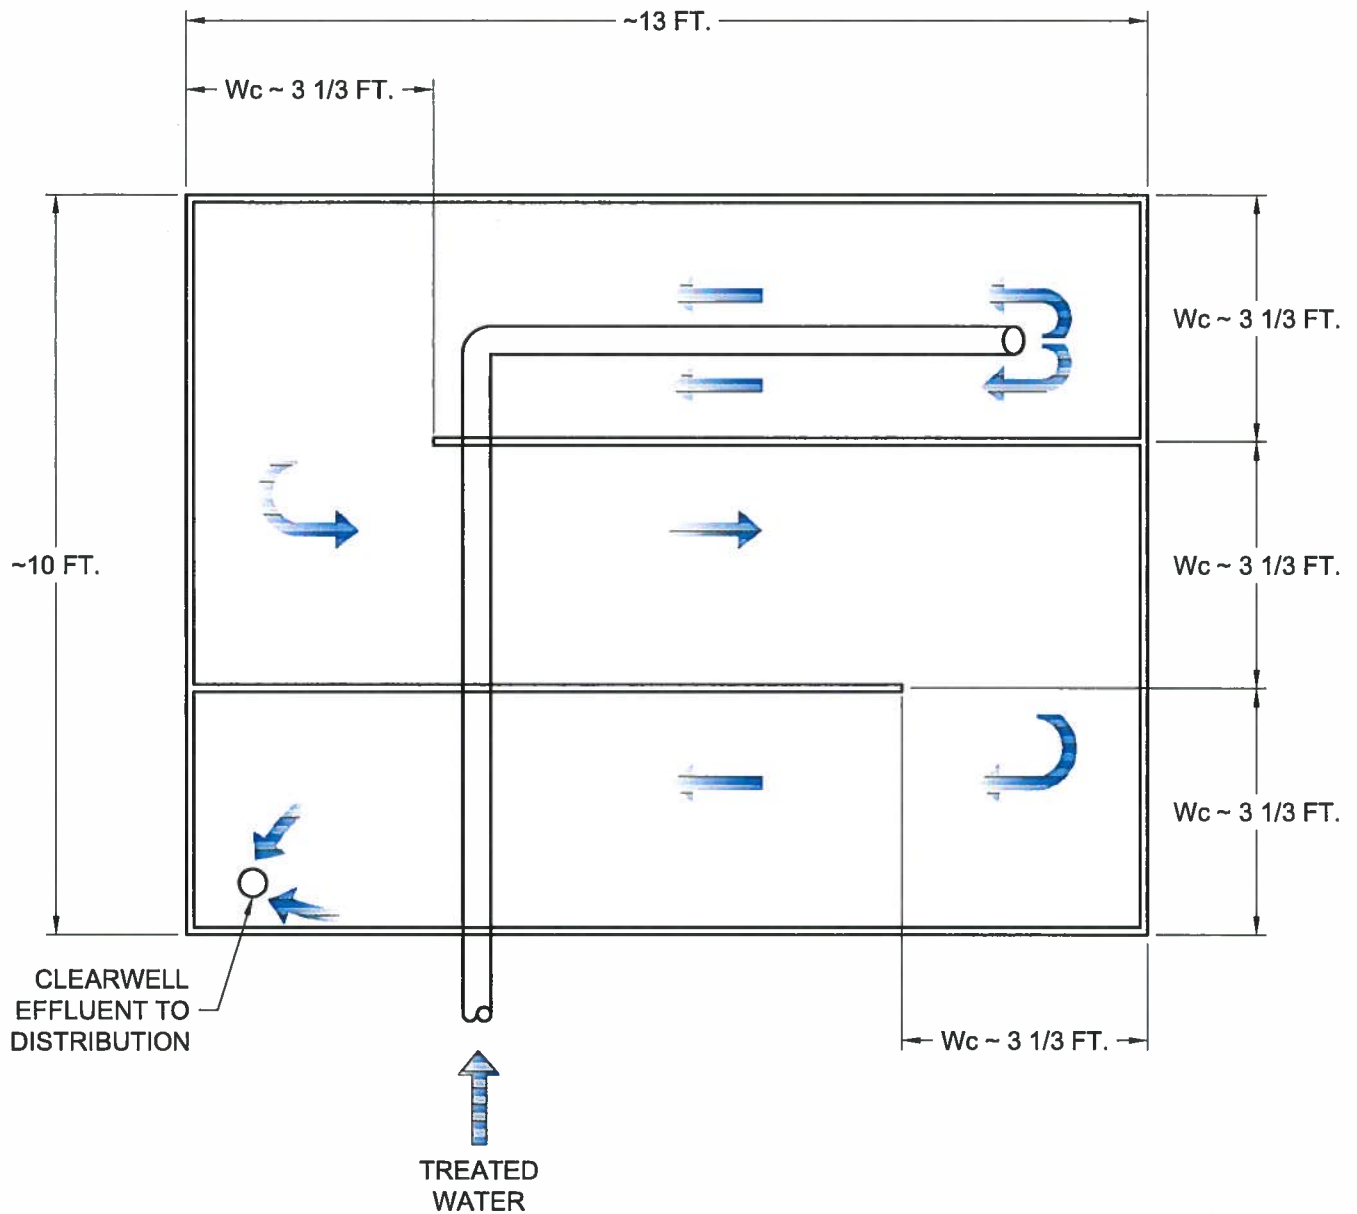 ~13 FT.
Wc ~ 3 1/3 FT.
Wc ~ 3 1/3 FT.
~10 FT.
Wc ~ 3 1/3 FT.
Wc ~ 3 1/3 FT.
CLEARWELL
EFFLUENT TO
DISTRIBUTION
Wc ~ 3 1/3 FT.
TREATED
WATER